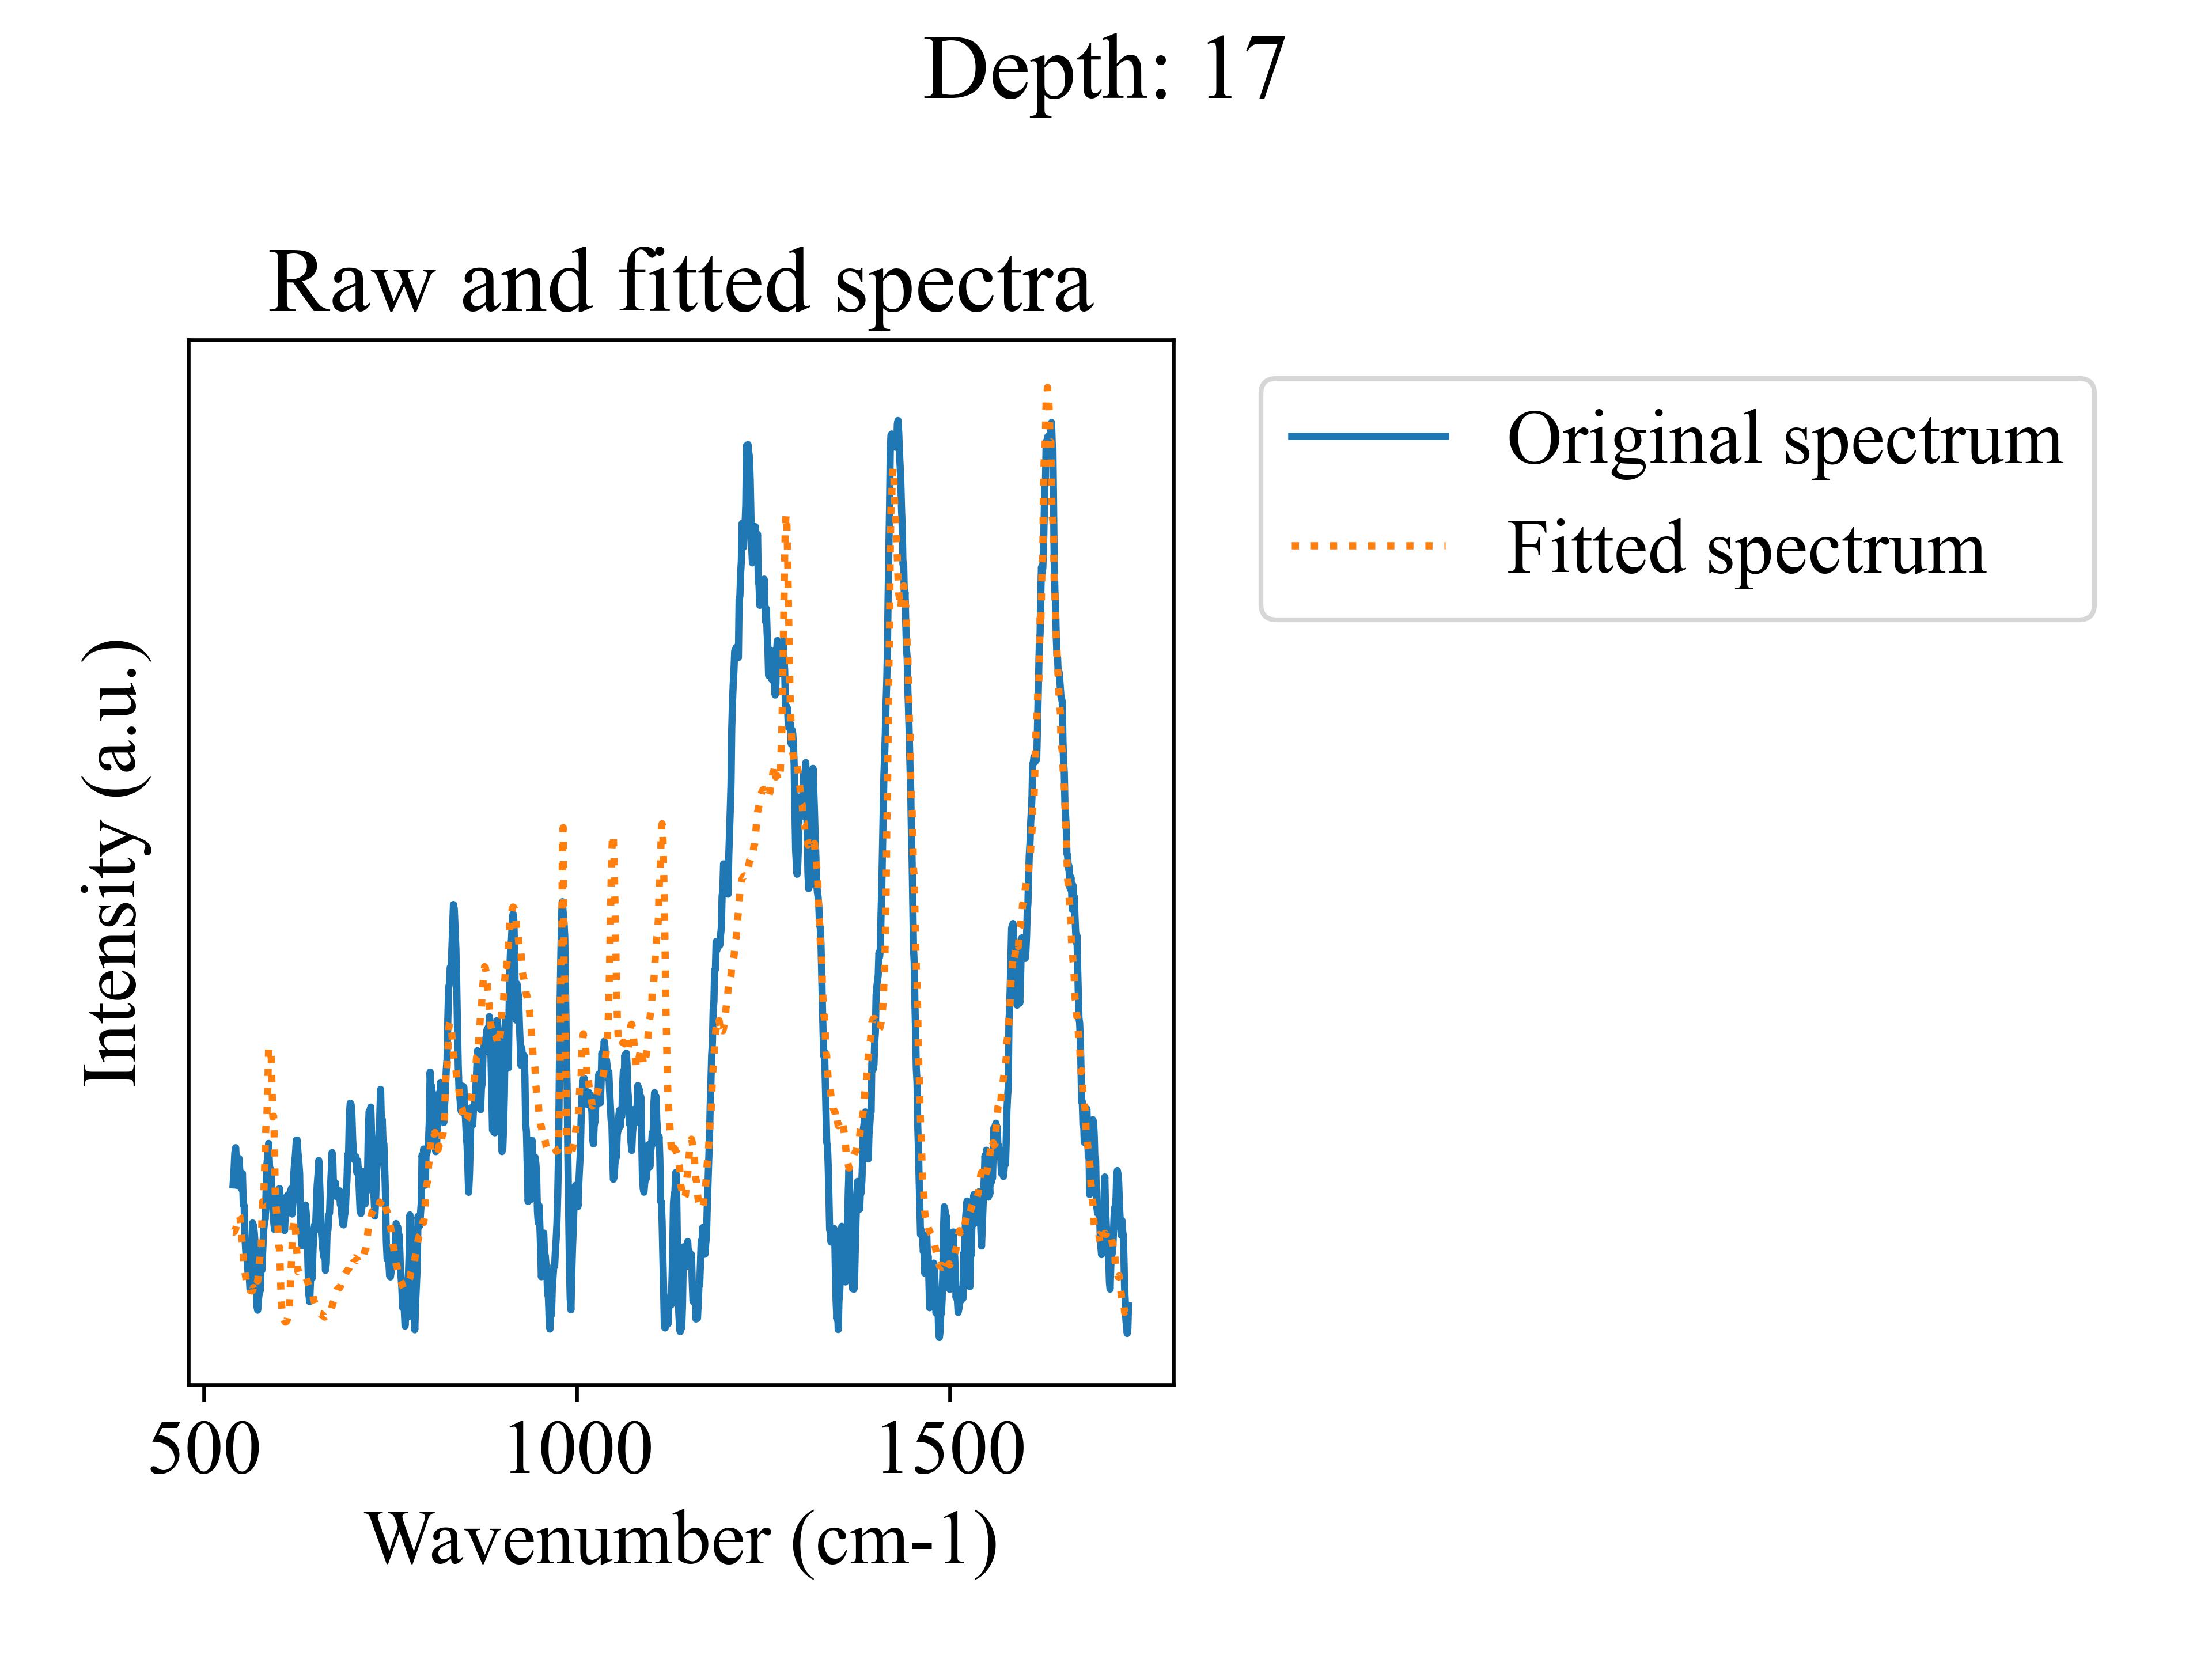 Depth: 17
Raw and fitted spectra
Original spectrum
Fitted spectrum
Intensity (a.u.)
500 1000 1500
Wavenumber (cm-1)